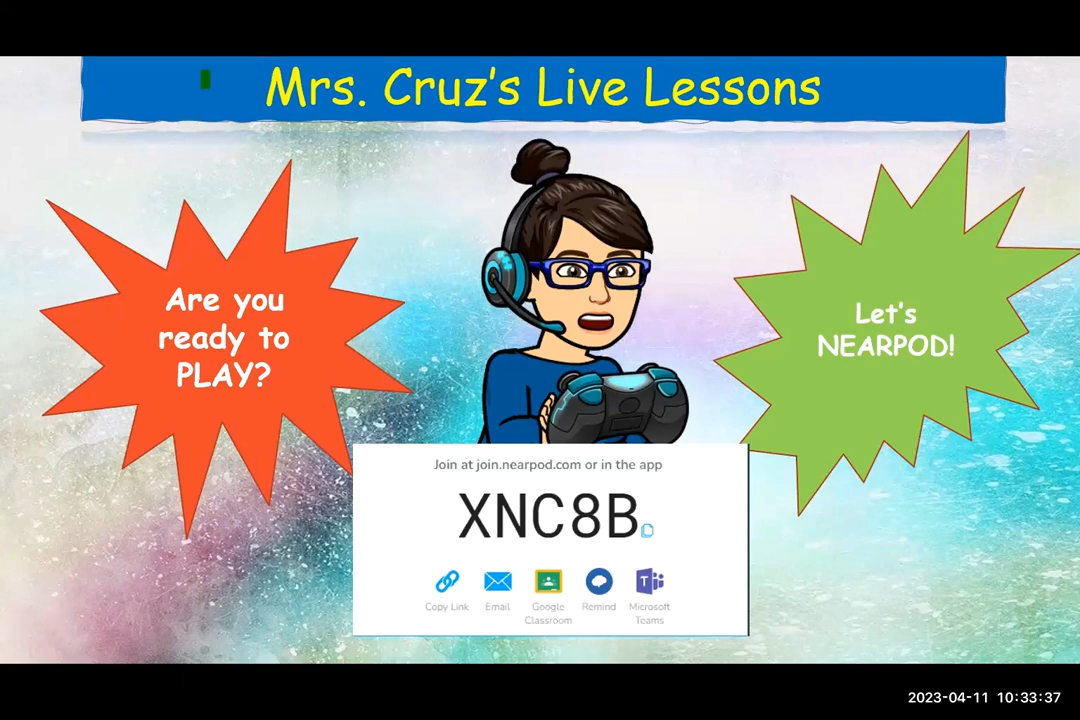 Mrs. Cruz's Live Lessons
Are you
ready to
PLAY?
Let's
NEARPOD!
Join at join.nearpod.com or in the app
XNC8B
Copy Link
Email
Google
Classroom
Remind
Microsoft
Teams
2023-04-11 10:33:37